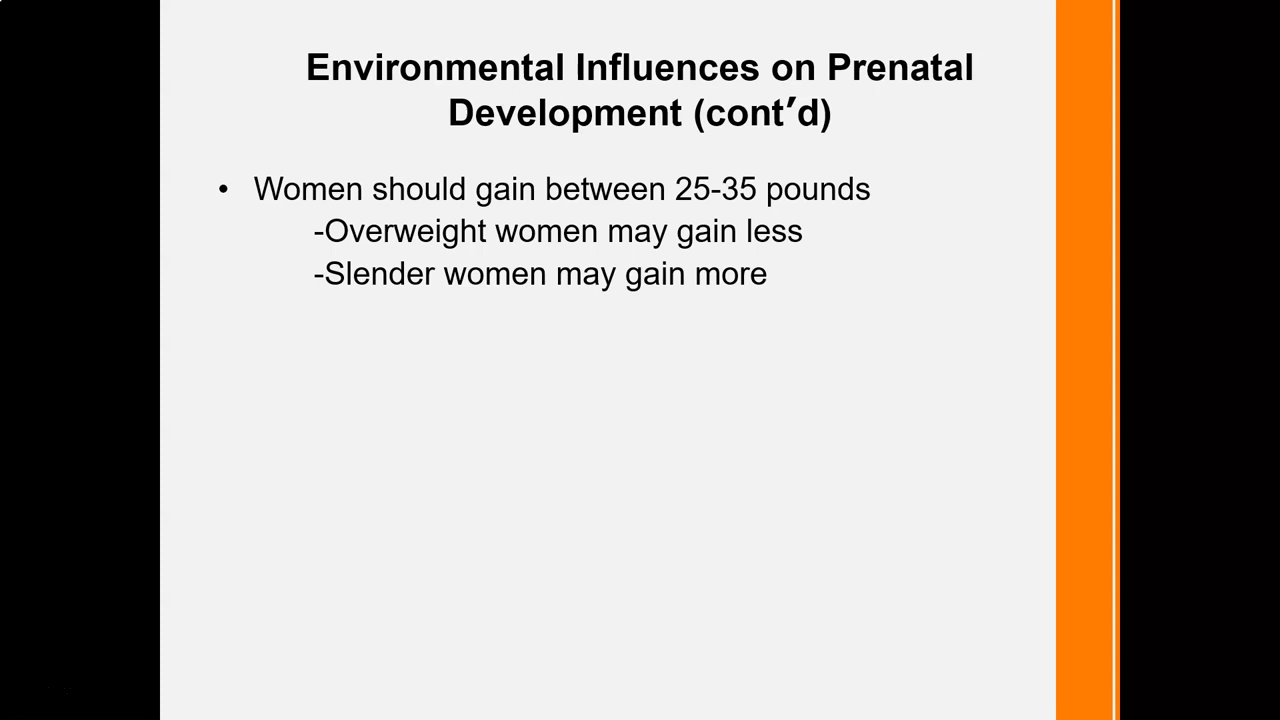 Environmental Influences on Prenatal
Development (cont’d)
• Women should gain between 25-35 pounds
-Overweight women may gain less
-Slender women may gain more